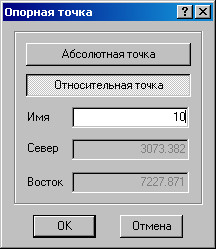 Опорная точка
Абсолютная точка
Относительная точка
Имя 10
Север 3073.382
Восток 7227.871
OK Отмена